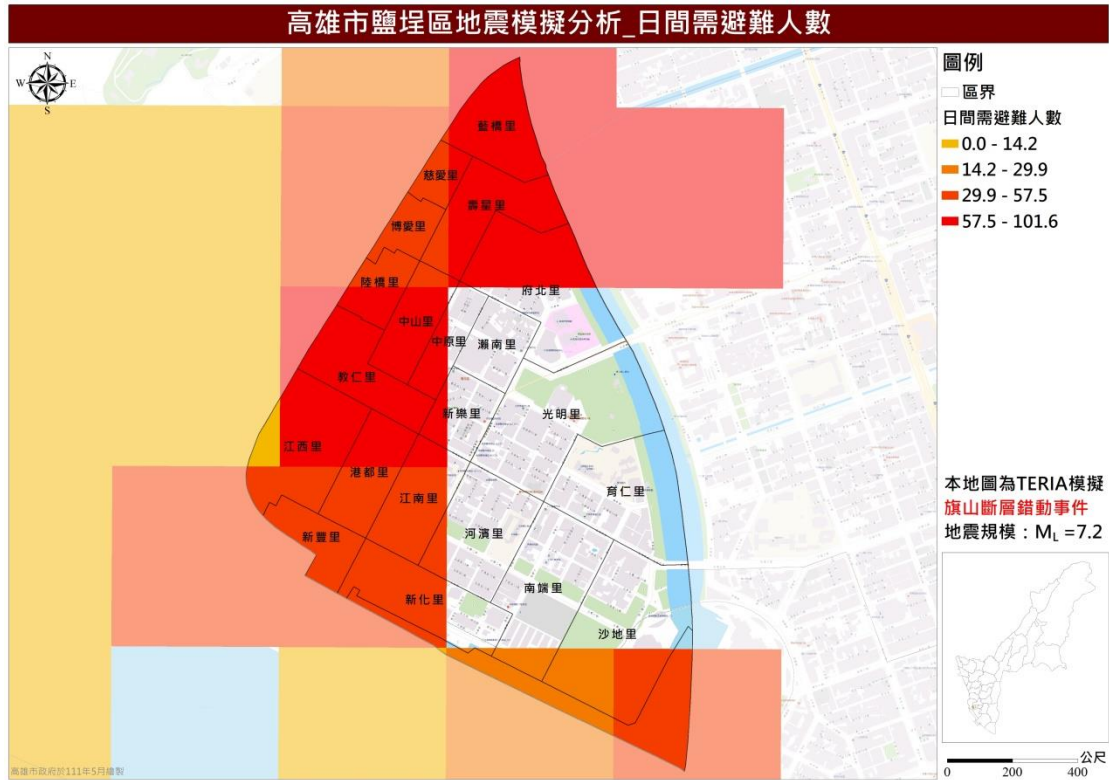 高雄市鹽埕區地震模擬分析_日間需避難人數
N
W
E
S
圖例
區界
日間需避難人數
0.0 - 14.2
14.2 - 29.9
29.9 - 57.5
57.5 - 101.6
藍橋里
慈愛里
壽星里
博愛里
陸橋里
府北里
中山里
中原里
瀨南里
教仁里
新樂里
光明里
江西里
港都里
江南里
育仁里
新豐里
河濱里
新化里
南端里
沙地里
本地圖為TERIA模擬
旗山斷層錯動事件
地震規模：ML =7.2
公尺
0 200 400
高雄市政府於111年5月繪製